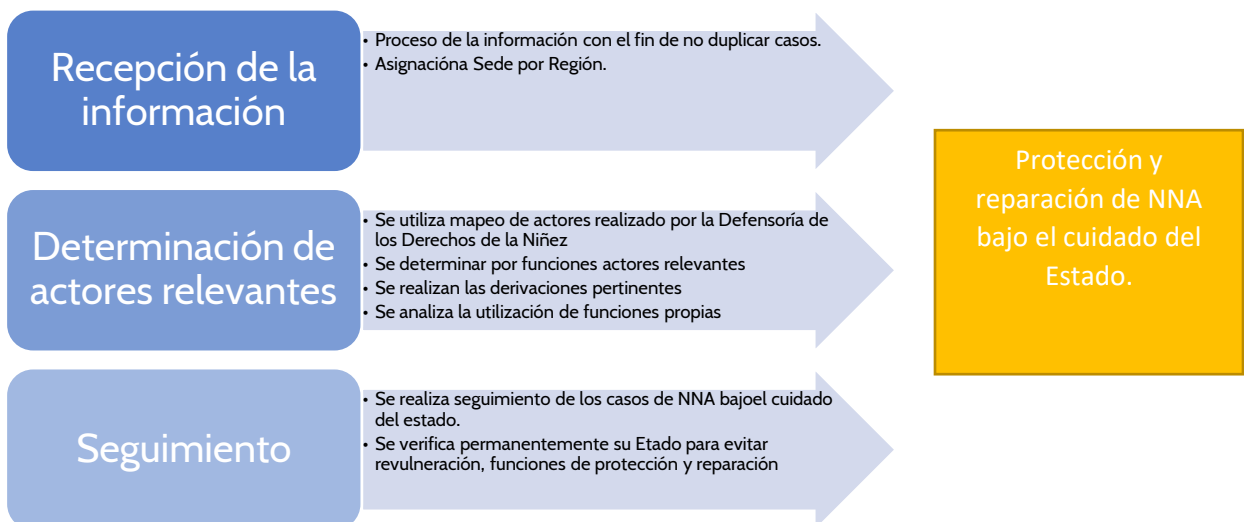 Recepción de la
información
• Proceso de la información con el fin de no duplicar casos.
• Asignacióna Sede por Región.
Determinación de
actores relevantes
• Se utiliza mapeo de actores realizado por la Defensoría de
los Derechos de la Niñez
• Se determinar por funciones actores relevantes
• Se realizan las derivaciones pertinentes
• Se analiza la utilización de funciones propias
Seguimiento
• Se realiza seguimiento de los casos de NNA bajoel cuidado
del estado.
• Se verifica permanentemente su Etado para evitar
revulneración, funciones de protección y reparación
Protección y
reparación de NNA
bajo el cuidado del
Estado.